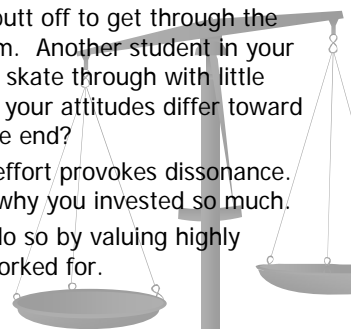 butt off to get through the
m. Another student in your
skate through with little
your attitudes differ toward
e end?
effort provokes dissonance.
why you invested so much.
do so by valuing highly
orked for.